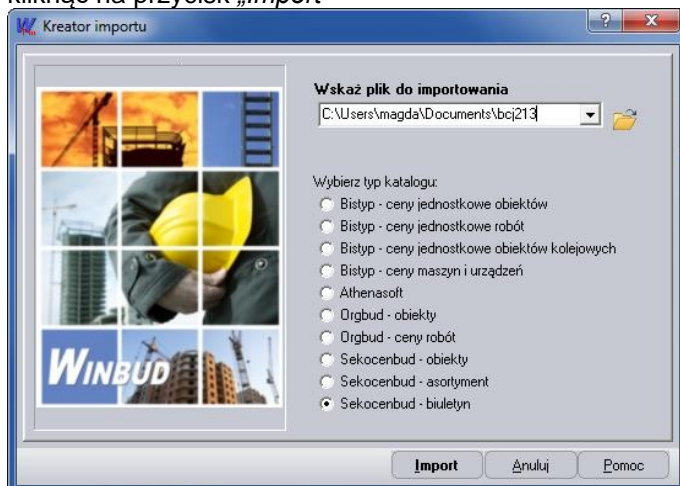 kliknąć na przycisk „Import”
Kreator importu
Wskaż plik do importowania
C:\Users\magda\Documents\bcj213
Wybierz typ katalogu:
Bistyp - ceny jednostkowe obiektów
Bistyp - ceny jednostkowe robót
Bistyp - ceny jednostkowe obiektów kolejowych
Bistyp - ceny maszyn i urządzeń
Athenasoft
Orgbud - obiekty
Orgbud - ceny robót
Sekocenbud - obiekty
Sekocenbud - asortyment
Sekocenbud - biuletyn
WINBUD
Import Anuluj Pomoc